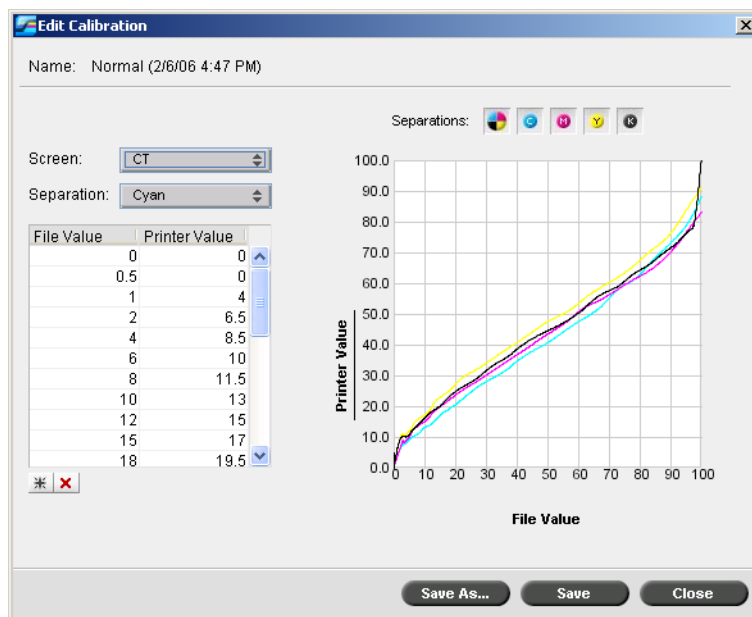 Edit Calibration
Name: Normal (2/6/06 4:47 PM)
Separations: C M Y K
Screen: CT
Separation: Cyan
File Value Printer Value
0 0
0.5 0
1 4
2 6.5
4 8.5
6 10
8 11.5
10 13
12 15
15 17
18 19.5
100.0
90.0
80.0
70.0
60.0
50.0
40.0
30.0
20.0
10.0
0.0
Printer Value
0 10 20 30 40 50 60 70 80 90 100
File Value
Save As... Save Close